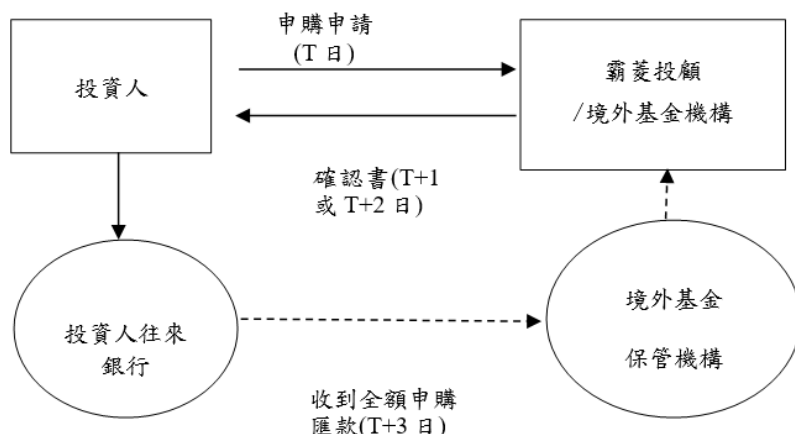 申購申請
(T 日)
投資人
霸菱投顧
/境外基金機構
確認書(T+1
或 T+2 日)
投資人往來
銀行
境外基金
保管機構
收到全額申購
匯款(T+3 日)